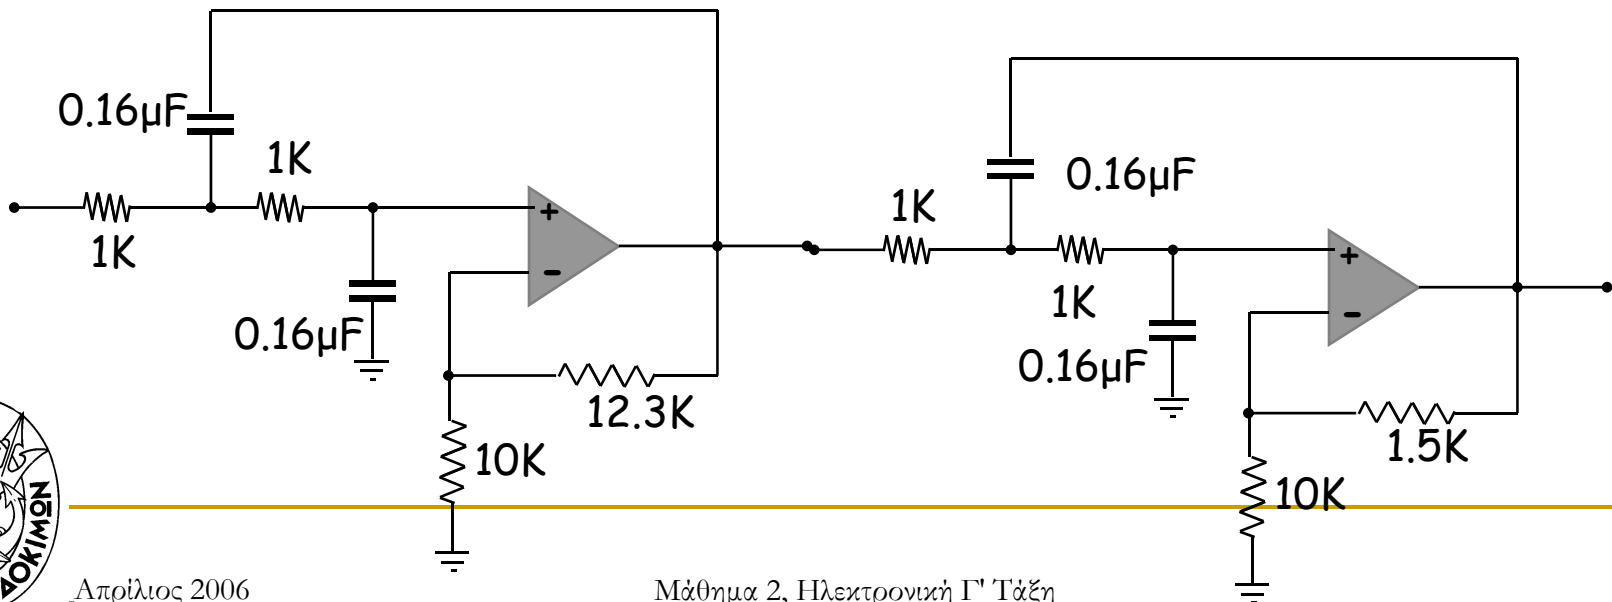 0.16μF
1K
1K
0.16μF
+
-
12.3K
10K
1K
0.16μF
1K
0.16μF
+
-
1.5K
10K
ΔΟΚΙΜΩΝ
Απρίλιος 2006
Μάθημα 2, Ηλεκτρονική Γ' Τάξη